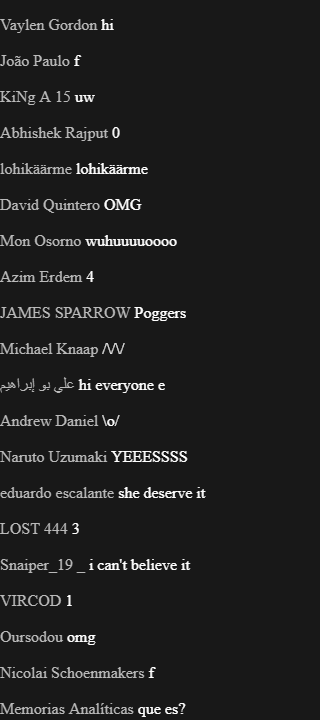 Vaylen Gordon hi
João Paulo f
KiNg A 15 uw
Abhishek Rajput 0
lohikäärme lohikäärme
David Quintero OMG
Mon Osorno wuhuuuuoooo
Azim Erdem 4
JAMES SPARROW Poggers
Michael Knaap /\/\/
علي بو إبراهيم hi everyone e
Andrew Daniel \o/
Naruto Uzumaki YEEESSSS
eduardo escalante she deserve it
LOST 444 3
Snaiper_19 _ i can't believe it
VIRCOD 1
Oursodou omg
Nicolai Schoenmakers f
Memorias Analíticas que es?